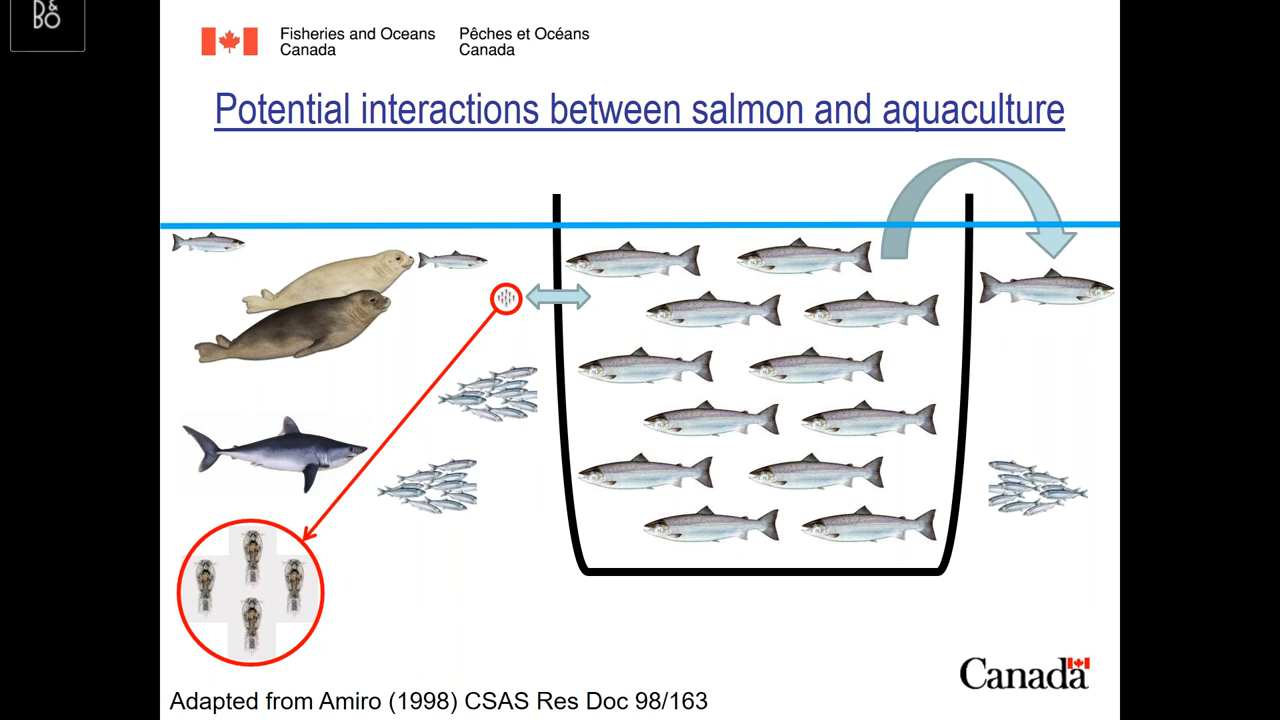 B&
BO
Fisheries and Oceans
Canada
Pêches et Océans
Canada
Potential interactions between salmon and aquaculture
Canada
Adapted from Amiro (1998) CSAS Res Doc 98/163